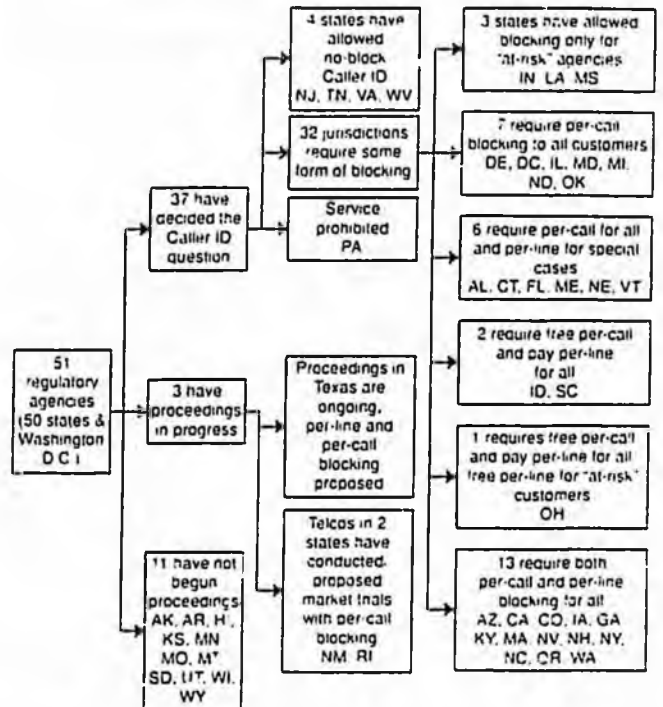 51
regulatory
agencies
(50 states &
Washington
D C )
37 have
decided the
Caller ID
question
3 have
proceedings
in progress
11 have not
begun
proceedings
AK, AR, H',
KS, MN
MO, MT
SD, UT, WI,
WY
4 states have
allowed
no-block
Caller ID
NJ, TN, VA, WV
32 jurisdictions
require some
form of blocking
Service
prohibited
PA
Proceedings in
Texas are
ongoing,
per-line and
per-call
blocking
proposed
Telcos in 2
states have
conducted,
proposed
market trials
with per-call
blocking
NM, RI
3 states have allowed
blocking only for
"at-risk" agencies
IN, LA, MS
7 require per-call
blocking to all customers
DE, DC, IL, MD, MI,
ND, OK
6 require per-call for all
and per-line for special
cases
AL, CT, FL, ME, NE, VT
2 require free per-call
and pay per-line
for all
ID, SC
1 requires free per-call
and pay per-line for all
free per-line for "at-risk"
customers
OH
13 require both
per-call and per-line
blocking for all
AZ, CA, CO, IA, GA
KY, MA, NV, NH, NY,
NC, OR, WA